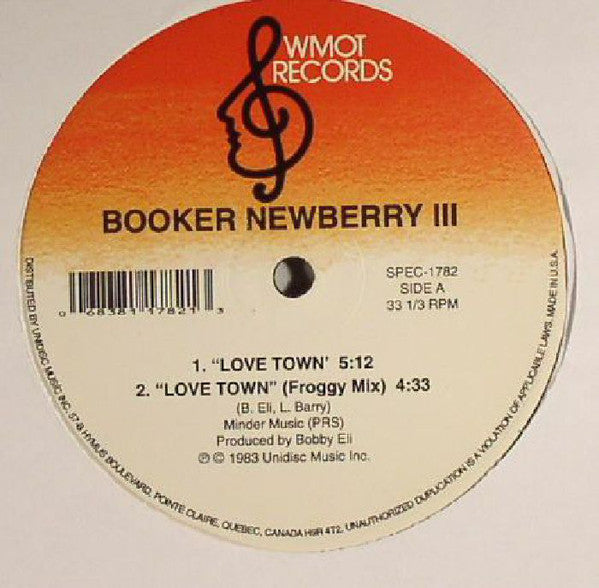 WMOT
RECORDS
BOOKER NEWBERRY III
0 68381 17821 3
SPEC-1782
SIDE A
33 1/3 RPM
1. “LOVE TOWN’ 5:12
2. “LOVE TOWN” (Froggy Mix) 4:33
(B. Eli, L. Barry)
Minder Music (PRS)
Produced by Bobby Eli
℗ © 1983 Unidisc Music Inc.
DISTRIBUTED BY UNIDISC MUSIC INC. 57-B HYMUS BOULEVARD, POINTE CLAIRE, QUEBEC, CANADA H9R 4T2. UNAUTHORIZED DUPLICATION IS A VIOLATION OF APPLICABLE LAWS. MADE IN U.S.A.